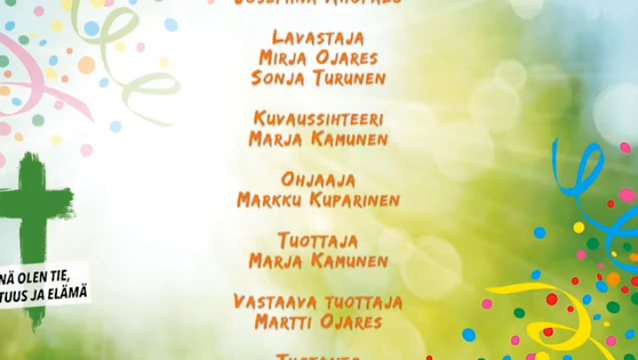 Lavastaja
Mirja Ojares
Sonja Turunen
Kuvaussihteeri
Marja Kamunen
Ohjaaja
Markku Kuparinen
Tuottaja
Marja Kamunen
Vastaava tuottaja
Martti Ojares
NÄ OLEN TIE,
TUUS JA ELÄMÄ
TV